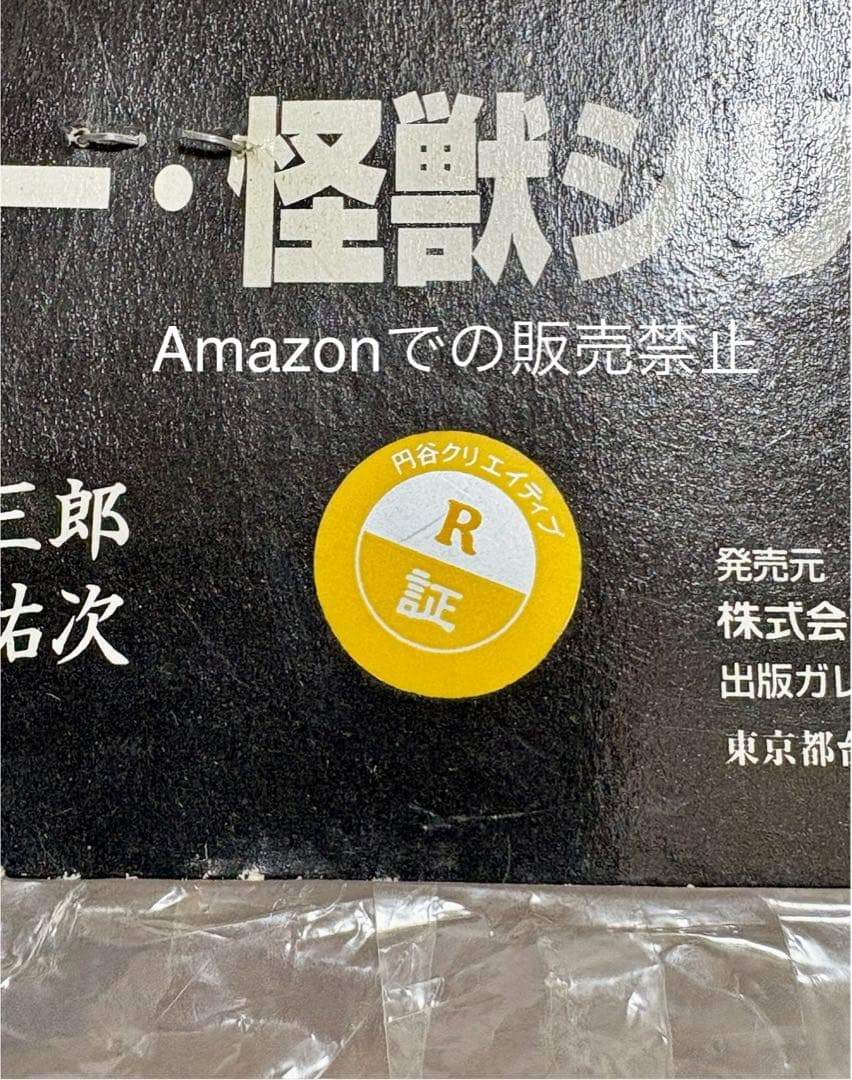 ー・怪獣シリ
Amazonでの販売禁止
円谷クリエイティブ
R
証
三郎
祐次
発売元
株式会
出版ガレ
東京都台